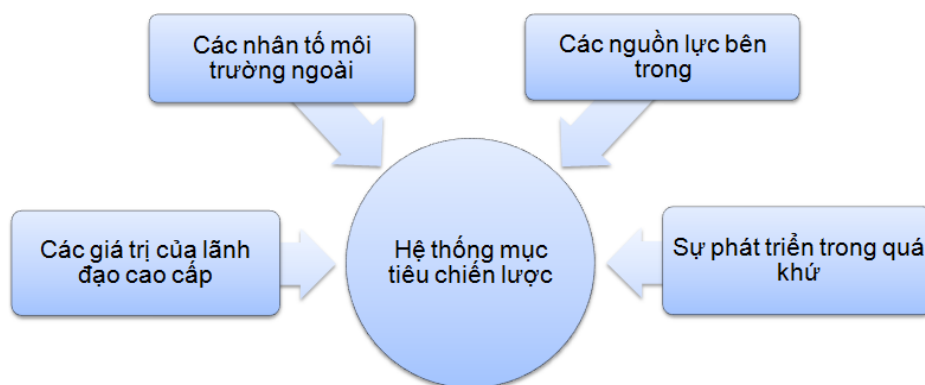 Các nhân tố môi
trường ngoài
Các nguồn lực bên
trong
Các giá trị của lãnh
đạo cao cấp
Hệ thống mục
tiêu chiến lược
Sự phát triển trong quá
khứ